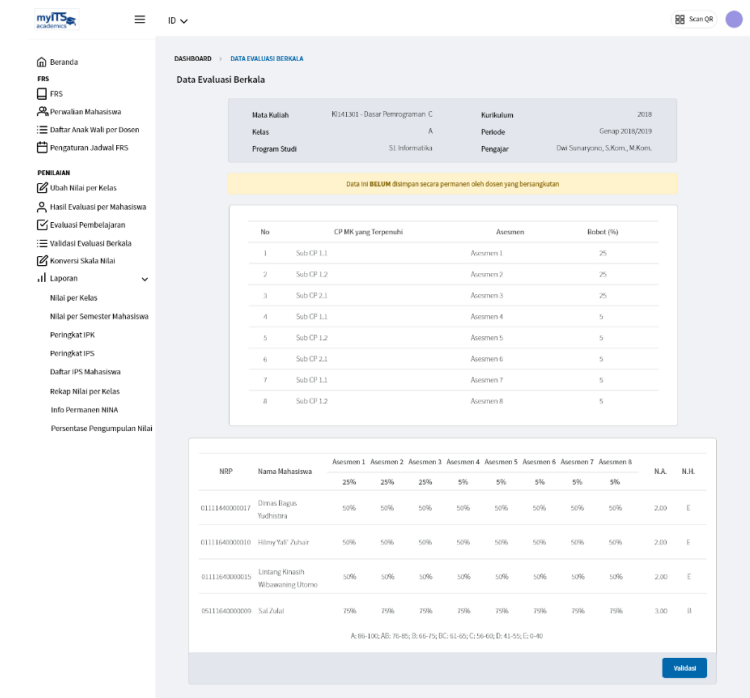 myITS
academics
ID
Scan QR
Beranda
FRS
FRS
Perwalian Mahasiswa
Daftar Anak Wali per Dosen
Pengaturan Jadwal FRS
PENILAIAN
Ubah Nilai per Kelas
Hasil Evaluasi per Mahasiswa
Evaluasi Pembelajaran
Validasi Evaluasi Berkala
Konversi Skala Nilai
Laporan
Nilai per Kelas
Nilai per Semester Mahasiswa
Peringkat IPK
Peringkat IPS
Daftar IPS Mahasiswa
Rekap Nilai per Kelas
Info Permanen NINA
Persentase Pengumpulan Nilai
DASHBOARD > DATA EVALUASI BERKALA
Data Evaluasi Berkala
Mata Kuliah KI141301 - Dasar Pemrograman C Kurikulum 2018
Kelas A Periode Genap 2018/2019
Program Studi S1 Informatika Pengajar Dwi Sunaryono, S.Kom., M.Kom.
Data ini BELUM disimpan secara permanen oleh dosen yang bersangkutan
No CP MK yang Terpenuhi Asesmen Bobot (%)
1 Sub CP 1.1 Asesmen 1 25
2 Sub CP 1.2 Asesmen 2 25
3 Sub CP 2.1 Asesmen 3 25
4 Sub CP 1.1 Asesmen 4 5
5 Sub CP 1.2 Asesmen 5 5
6 Sub CP 2.1 Asesmen 6 5
7 Sub CP 1.1 Asesmen 7 5
8 Sub CP 1.2 Asesmen 8 5
NRP Nama Mahasiswa Asesmen 1 Asesmen 2 Asesmen 3 Asesmen 4 Asesmen 5 Asesmen 6 Asesmen 7 Asesmen 8 N.A. N.H.
25% 25% 25% 5% 5% 5% 5% 5%
01111640000017 Dimas Bagus Yudhistira 50% 50% 50% 50% 50% 50% 50% 50% 2.00 E
01111640000010 Hilmy Yafi' Zuhair 50% 50% 50% 50% 50% 50% 50% 50% 2.00 E
01111640000015 Lintang Kinasih Wibawaning Utomo 50% 50% 50% 50% 50% 50% 50% 50% 2.00 E
05111640000009 Sal Zulal 75% 75% 75% 75% 75% 75% 75% 75% 3.00 B
A: 86-100; AB: 76-85; B: 66-75; BC: 61-65; C: 56-60; D: 41-55; E: 0-40
Validasi